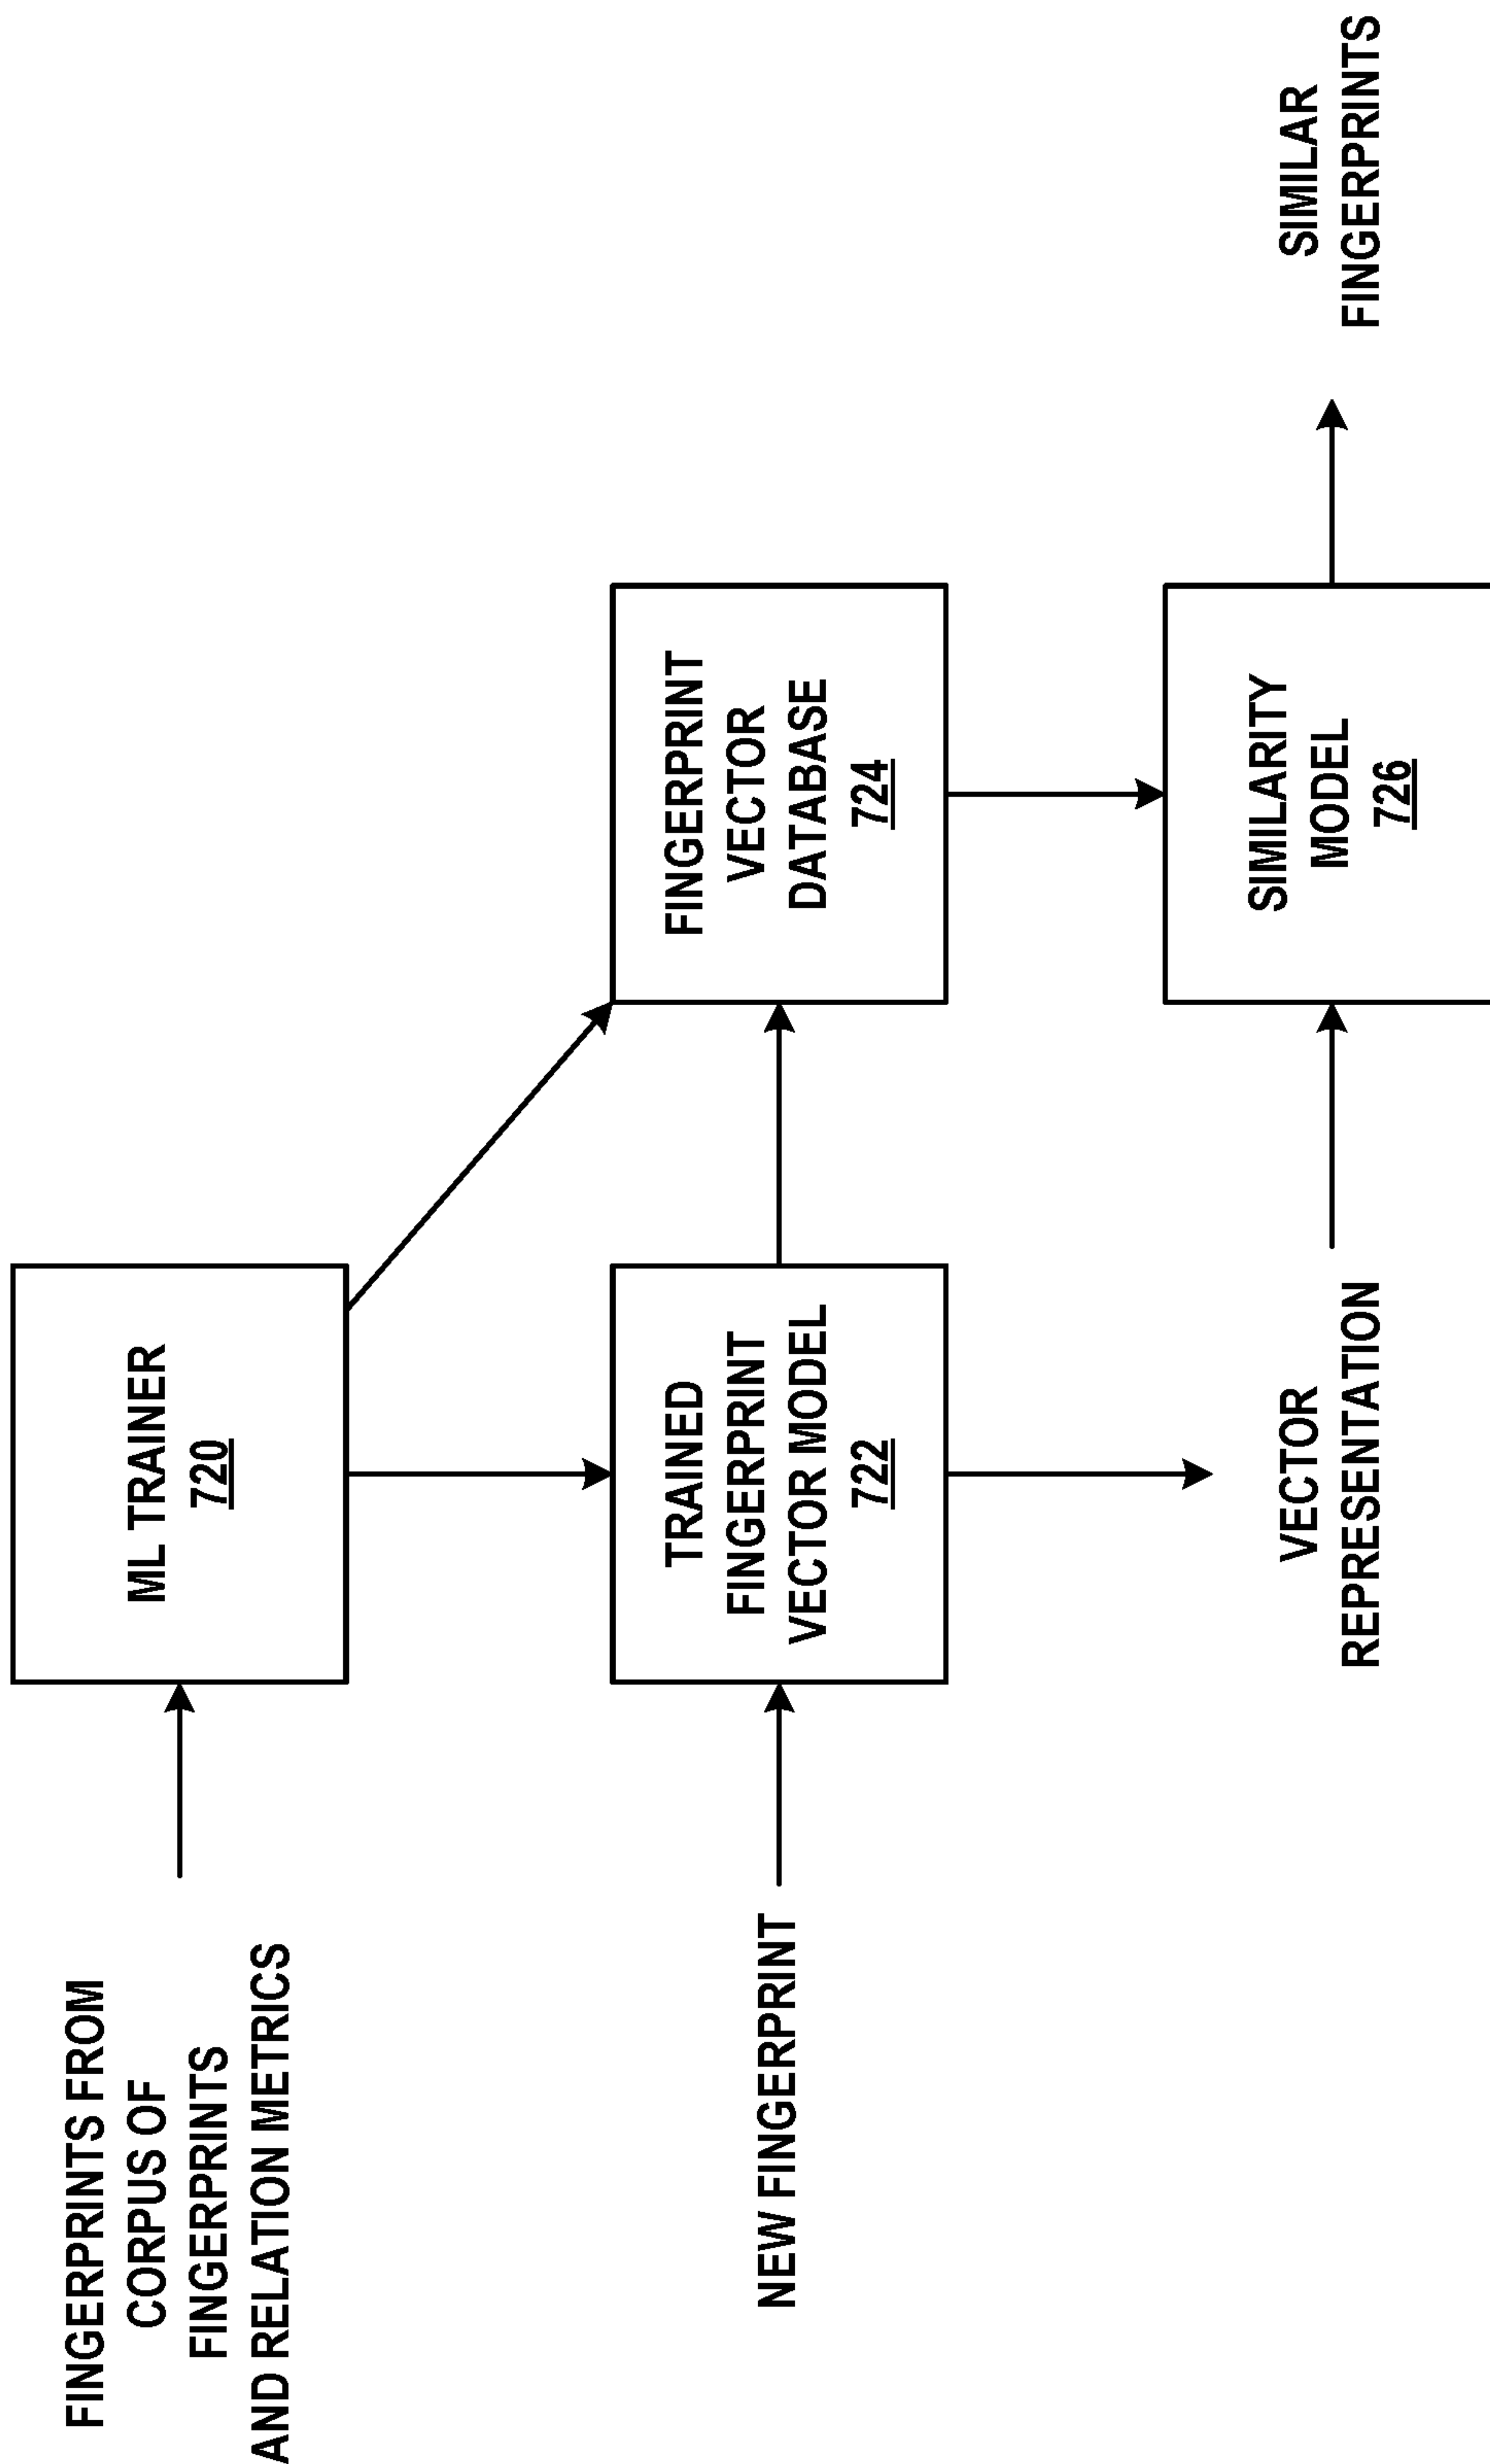 FINGERPRINTS FROM
CORPUS OF
FINGERPRINTS
AND RELATION METRICS
ML TRAINER
720
NEW FINGERPRINT
TRAINED
FINGERPRINT
VECTOR MODEL
722
FINGERPRINT
VECTOR
DATABASE
724
VECTOR
REPRESENTATION
SIMILARITY
MODEL
726
SIMILAR
FINGERPRINTS